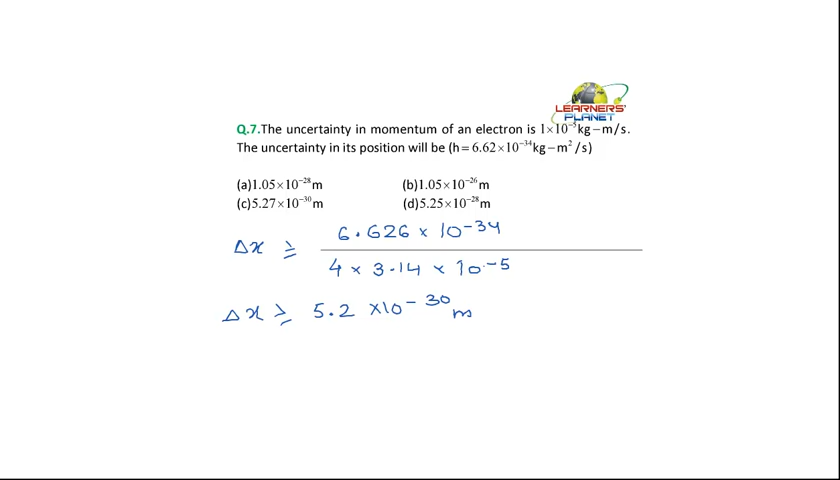 LEARNERS'
PLANET
Q.7.The uncertainty in momentum of an electron is 1×10⁻⁵kg−m/s.
The uncertainty in its position will be (h=6.62×10⁻³⁴kg−m²/s)
(a)1.05×10⁻²⁸m (b)1.05×10⁻²⁶m
(c)5.27×10⁻³⁰m (d)5.25×10⁻²⁸m
6.626 × 10⁻³⁴
Δx ≥
4 × 3.14 × 10⁻⁵
Δx ≥ 5.2 ×10⁻³⁰ m